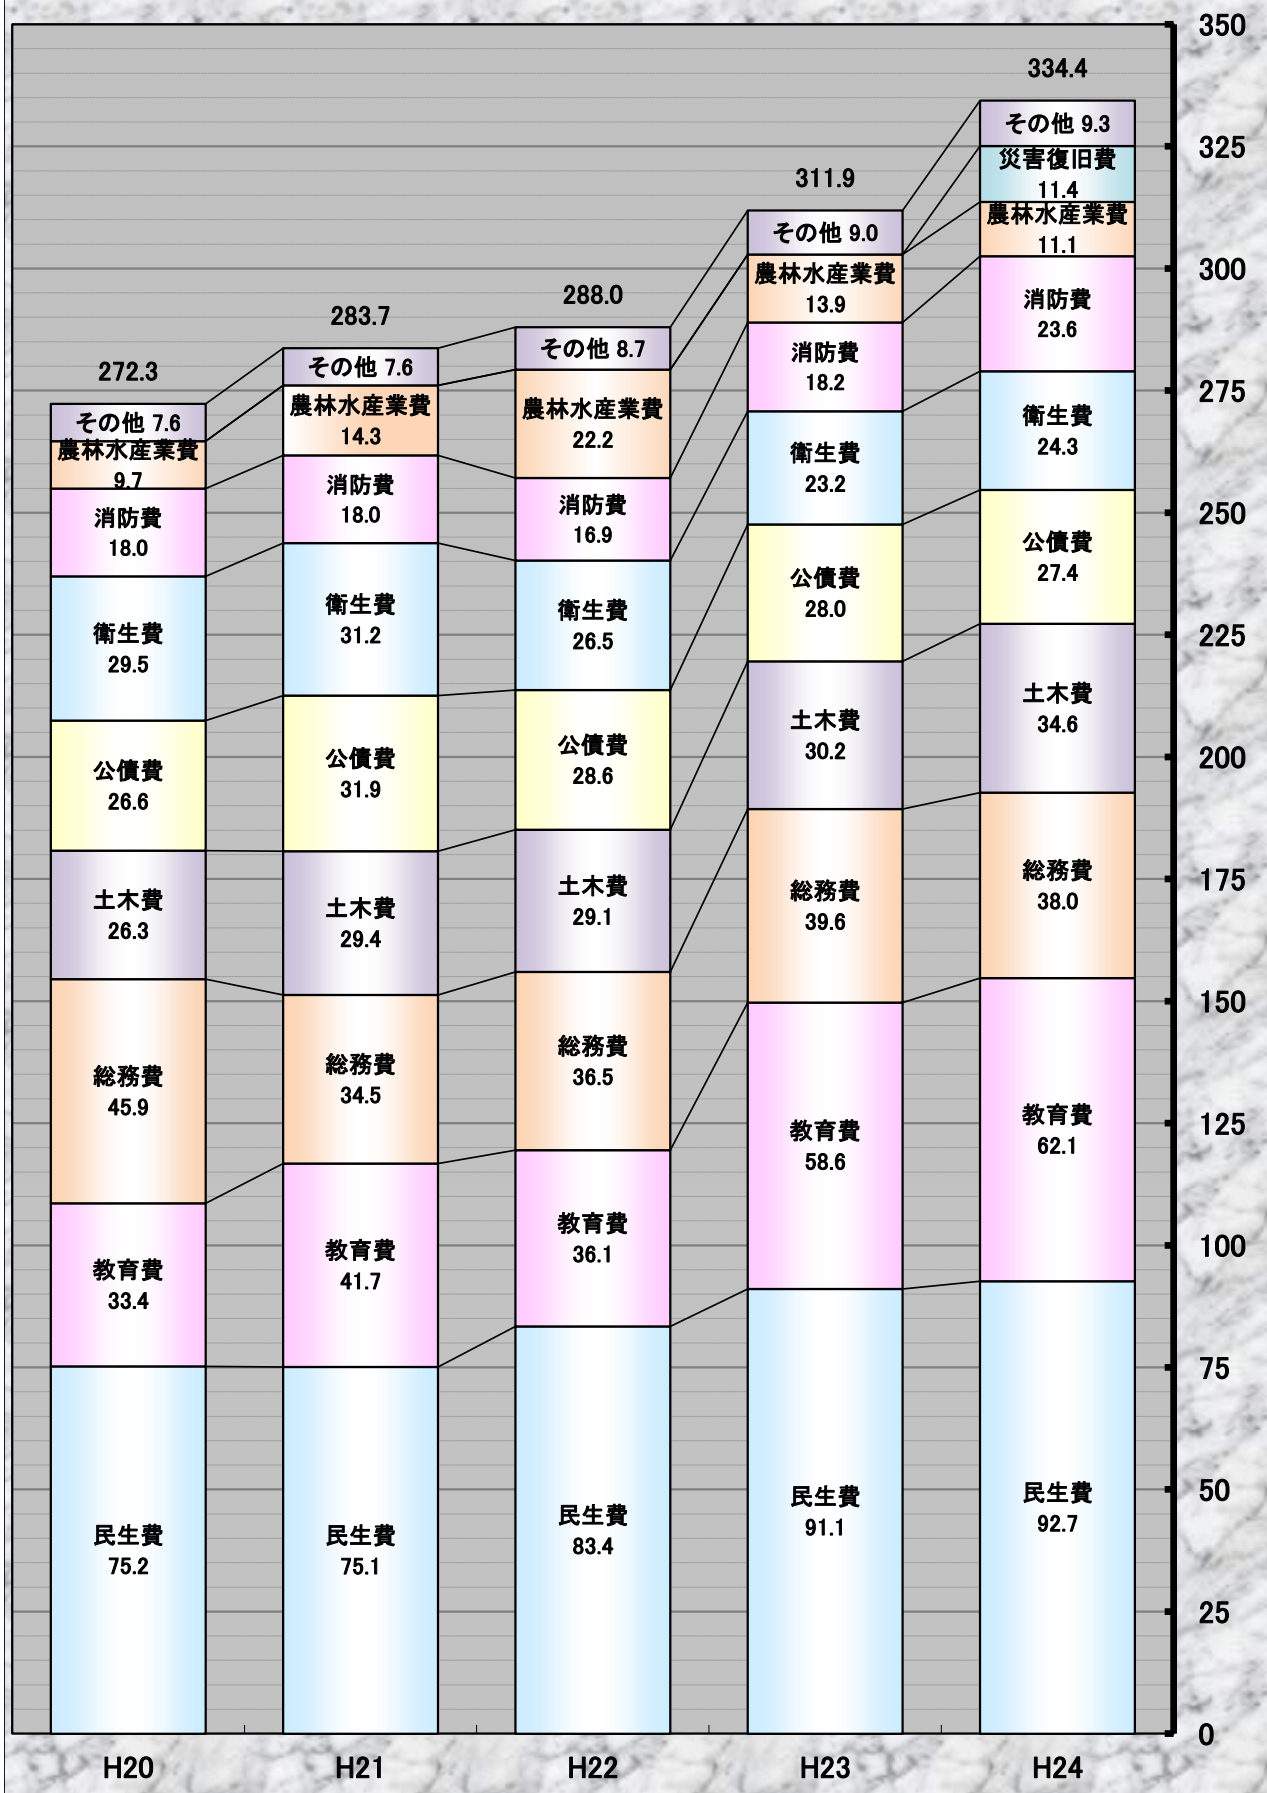 350
325
300
275
250
225
200
175
150
125
100
75
50
25
0
272.3
その他 7.6
農林水産業費
9.7
消防費
18.0
衛生費
29.5
公債費
26.6
土木費
26.3
総務費
45.9
教育費
33.4
民生費
75.2
H20
283.7
その他 7.6
農林水産業費
14.3
消防費
18.0
衛生費
31.2
公債費
31.9
土木費
29.4
総務費
34.5
教育費
41.7
民生費
75.1
H21
288.0
その他 8.7
農林水産業費
22.2
消防費
16.9
衛生費
26.5
公債費
28.6
土木費
29.1
総務費
36.5
教育費
36.1
民生費
83.4
H22
311.9
その他 9.0
農林水産業費
13.9
消防費
18.2
衛生費
23.2
公債費
28.0
土木費
30.2
総務費
39.6
教育費
58.6
民生費
91.1
H23
334.4
その他 9.3
災害復旧費
11.4
農林水産業費
11.1
消防費
23.6
衛生費
24.3
公債費
27.4
土木費
34.6
総務費
38.0
教育費
62.1
民生費
92.7
H24